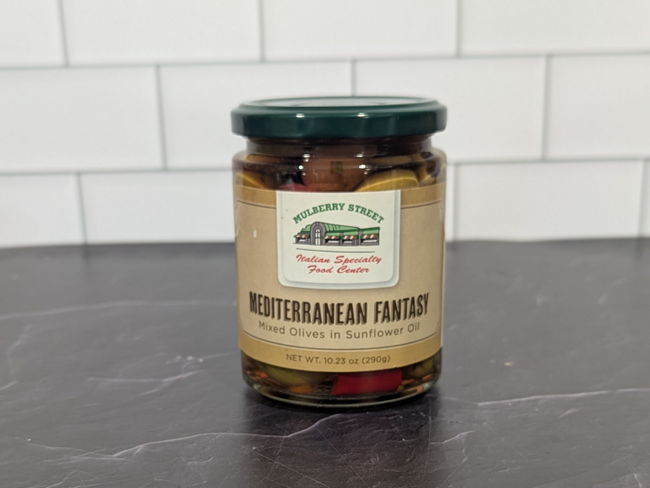 MULBERRY STREET
Italian Specialty
Food Center
MEDITERRANEAN FANTASY
Mixed Olives in Sunflower Oil
NET WT. 10.23 oz (290g)